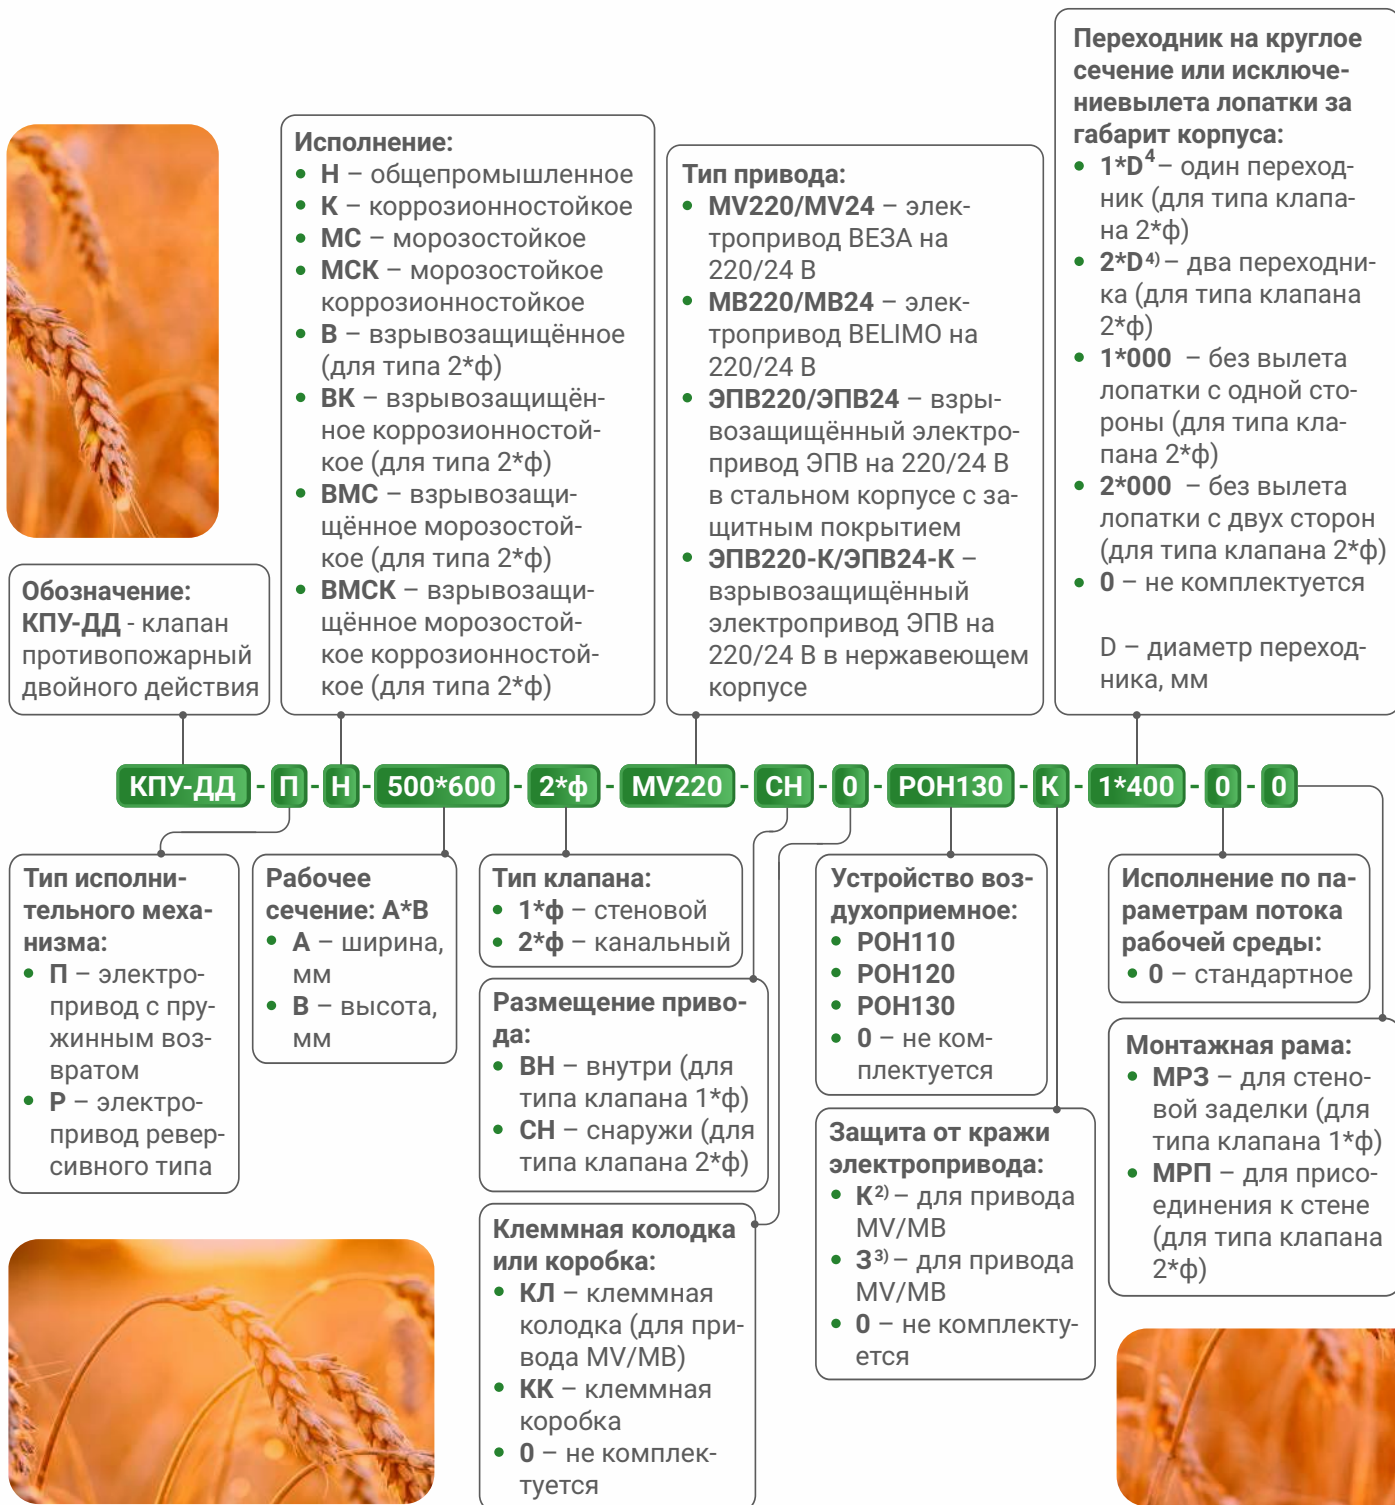 Обозначение:
КПУ-ДД - клапан
противопожарный
двойного действия
Исполнение:
• Н – общепромышленное
• К – коррозионностойкое
• МС – морозостойкое
• МСК – морозостойкое
коррозионностойкое
• В – взрывозащищённое
(для типа 2*ф)
• ВК – взрывозащищён-
ное коррозионностой-
кое (для типа 2*ф)
• ВМС – взрывозащи-
щённое морозостой-
кое (для типа 2*ф)
• ВМСК – взрывозащи-
щённое морозостой-
кое коррозионностой-
кое (для типа 2*ф)
Тип привода:
• MV220/MV24 – элек-
тропривод ВЕЗА на
220/24 В
• MB220/MB24 – элек-
тропривод BELIMO на
220/24 В
• ЭПВ220/ЭПВ24 – взры-
возащищённый электро-
привод ЭПВ на 220/24 В
в стальном корпусе с за-
щитным покрытием
• ЭПВ220-К/ЭПВ24-К –
взрывозащищённый
электропривод ЭПВ на
220/24 В в нержавеющем
корпусе
Переходник на круглое
сечение или исключе-
ниевылета лопатки за
габарит корпуса:
• 1*D⁴ – один переход-
ник (для типа клапа-
на 2*ф)
• 2*D⁴⁾ – два переходни-
ка (для типа клапана
2*ф)
• 1*000 – без вылета
лопатки с одной сто-
роны (для типа кла-
пана 2*ф)
• 2*000 – без вылета
лопатки с двух сторон
(для типа клапана 2*ф)
• 0 – не комплектуется
D – диаметр переход-
ника, мм
КПУ-ДД - П - Н - 500*600 - 2*ф - MV220 - СН - 0 - РОН130 - К - 1*400 - 0 - 0
Тип исполни-
тельного меха-
низма:
• П – электро-
привод с пру-
жинным воз-
вратом
• Р – электро-
привод ревер-
сивного типа
Рабочее
сечение: А*В
• А – ширина,
мм
• В – высота,
мм
Тип клапана:
• 1*ф – стеновой
• 2*ф – канальный
Размещение приво-
да:
• ВН – внутри (для
типа клапана 1*ф)
• СН – снаружи (для
типа клапана 2*ф)
Клеммная колодка
или коробка:
• КЛ – клеммная
колодка (для при-
вода MV/MB)
• КК – клеммная
коробка
• 0 – не комплек-
туется
Устройство воз-
духоприемное:
• РОН110
• РОН120
• РОН130
• 0 – не ком-
плектуется
Защита от кражи
электропривода:
• К²⁾ – для привода
MV/MB
• З³⁾ – для привода
MV/MB
• 0 – не комплекту-
ется
Исполнение по па-
раметрам потока
рабочей среды:
• 0 – стандартное
Монтажная рама:
• МРЗ – для стено-
вой заделки (для
типа клапана 1*ф)
• МРП – для присо-
единения к стене
(для типа клапана
2*ф)